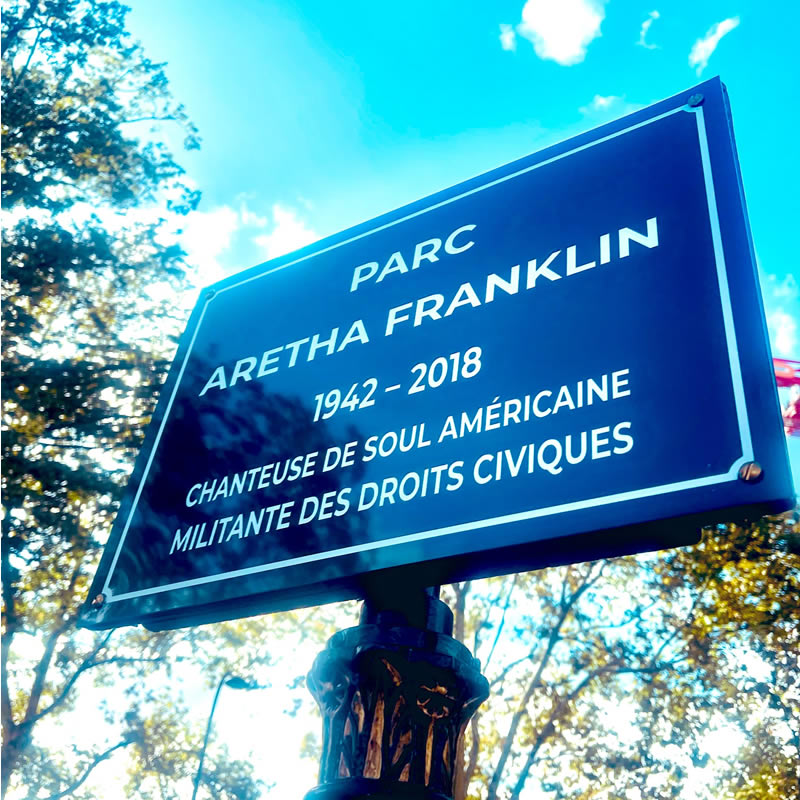 PARC
ARETHA FRANKLIN
1942 – 2018
CHANTEUSE DE SOUL AMÉRICAINE
MILITANTE DES DROITS CIVIQUES